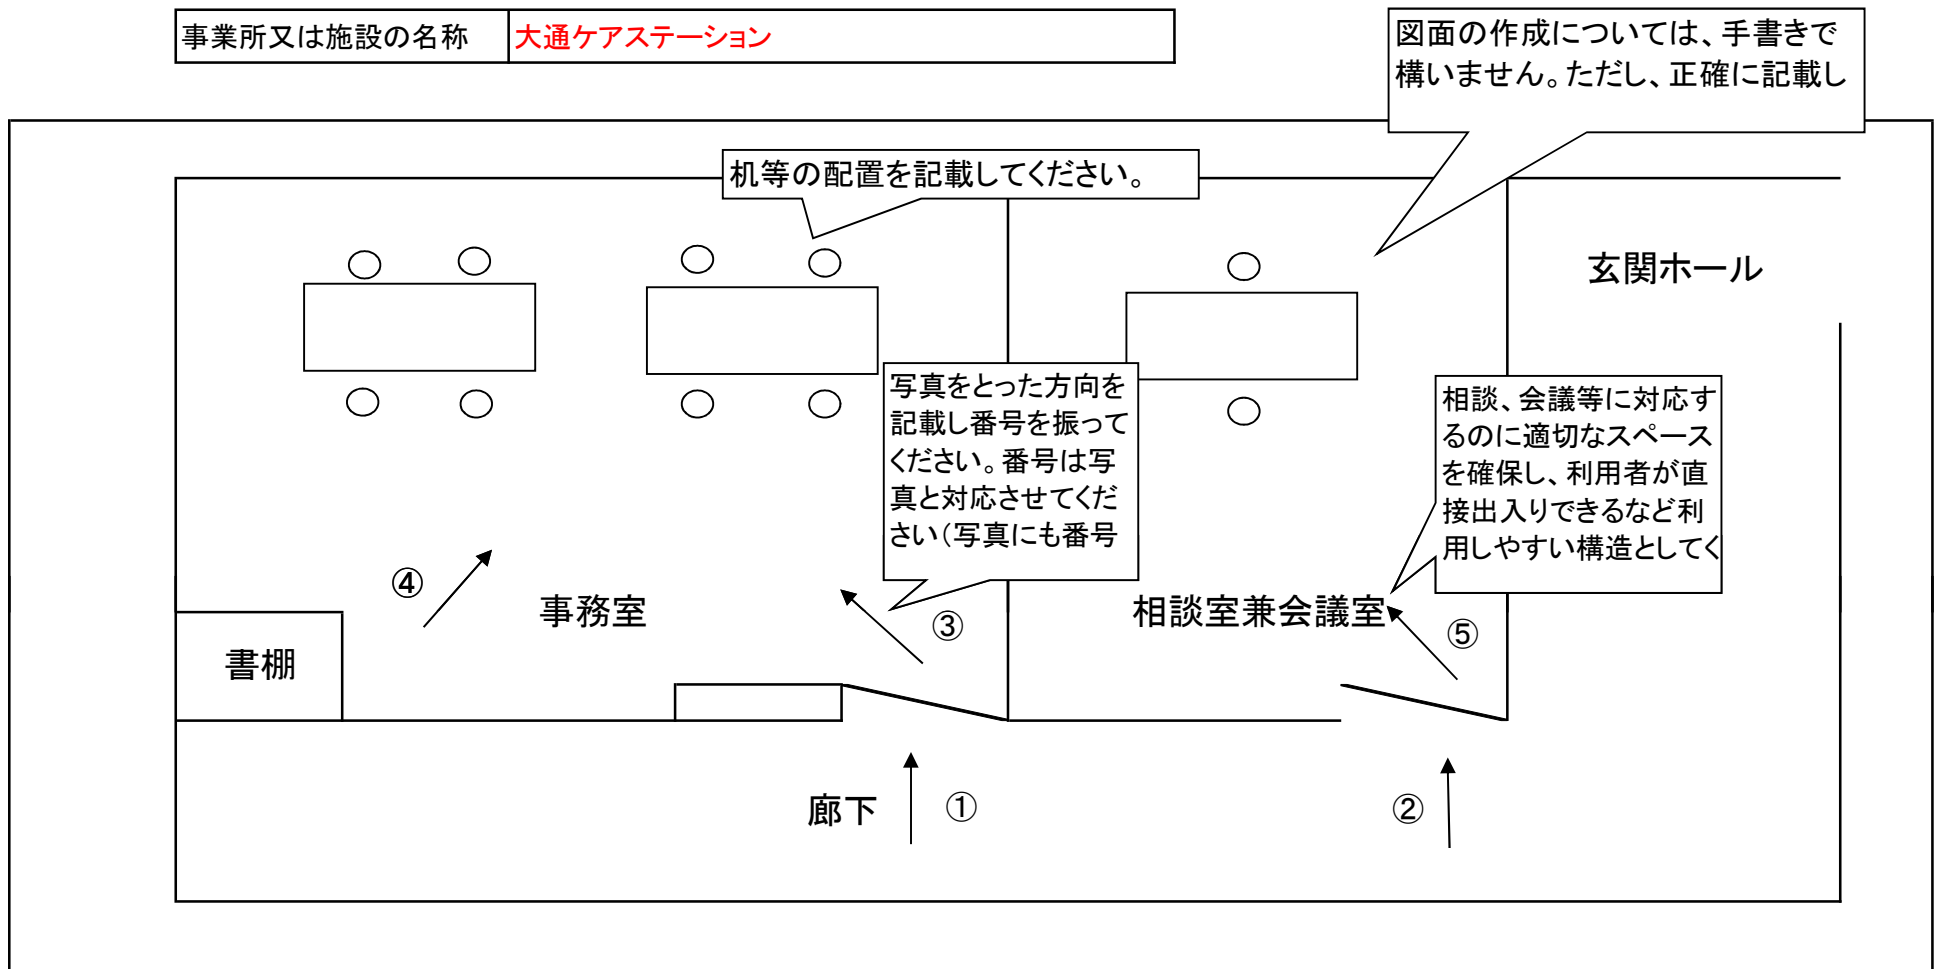 事業所又は施設の名称
大通ケアステーション
図面の作成については、手書きで
構いません。ただし、正確に記載し
机等の配置を記載してください。
玄関ホール
写真をとった方向を
記載し番号を振って
ください。番号は写
真と対応させてくだ
さい（写真にも番号
相談、会議等に対応す
るのに適切なスペース
を確保し、利用者が直
接出入りできるなど利
用しやすい構造としてく
④
事務室
③
相談室兼会議室
⑤
書棚
廊下
①
②